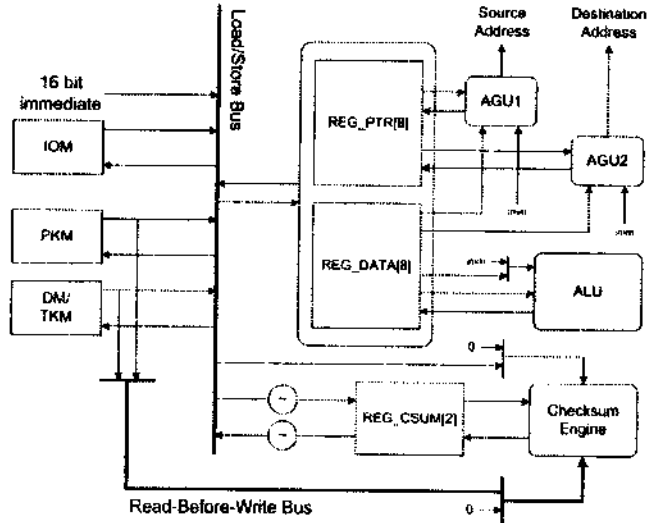 Source
Address
Destination
Address
Load/Store Bus
16 bit
immediate
REG_PTR[8]
AGU1
IOM
AGU2
PKM
REG_DATA[8]
DM/
TKM
ALU
0
REG_CSUM[2]
Checksum
Engine
~
~
Read-Before-Write Bus
0